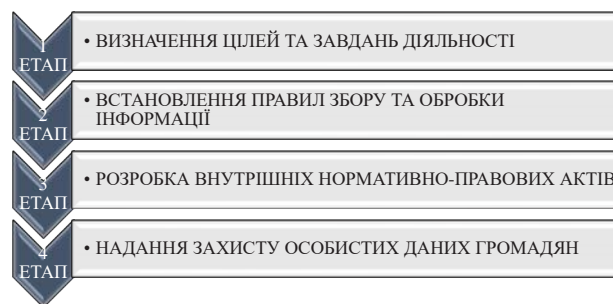 1
ЕТАП
• ВИЗНАЧЕННЯ ЦІЛЕЙ ТА ЗАВДАНЬ ДІЯЛЬНОСТІ
2
ЕТАП
• ВСТАНОВЛЕННЯ ПРАВИЛ ЗБОРУ ТА ОБРОБКИ
ІНФОРМАЦІЇ
3
ЕТАП
• РОЗРОБКА ВНУТРІШНІХ НОРМАТИВНО-ПРАВОВИХ АКТІВ
4
ЕТАП
• НАДАННЯ ЗАХИСТУ ОСОБИСТИХ ДАНИХ ГРОМАДЯН